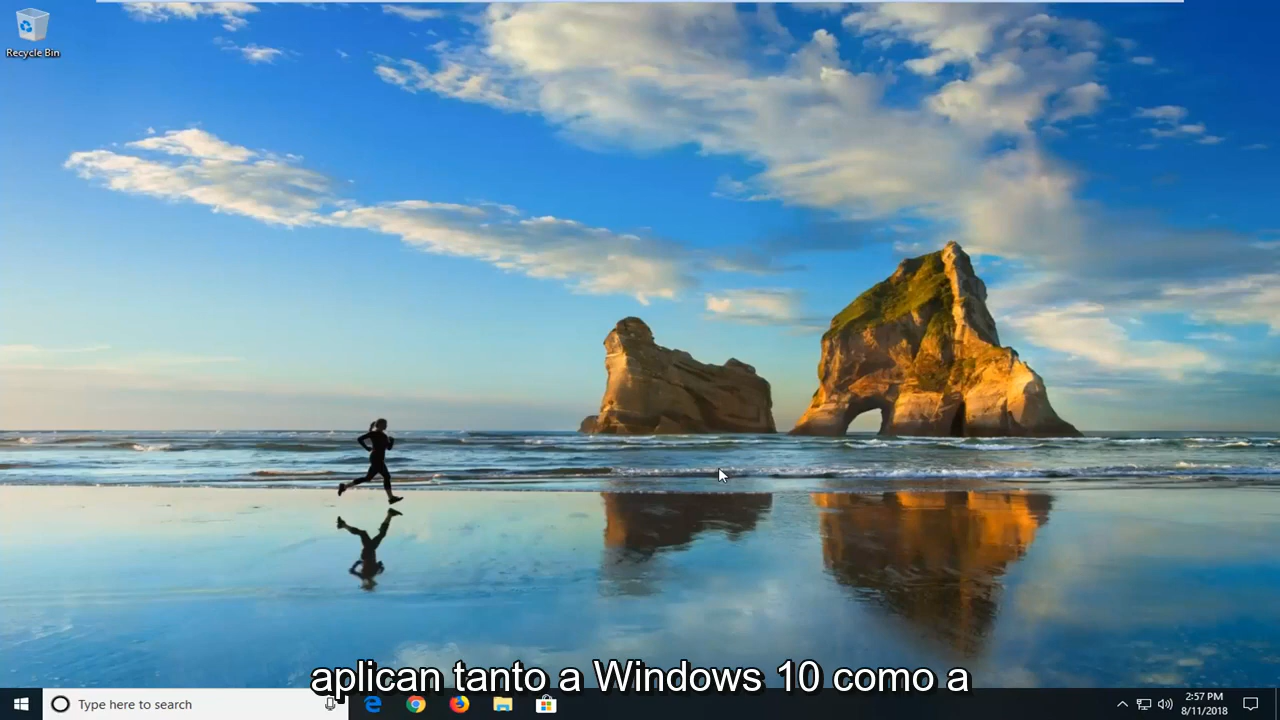 Recycle Bin
aplican tanto a Windows 10 como a
Type here to search
2:57 PM
8/11/2018